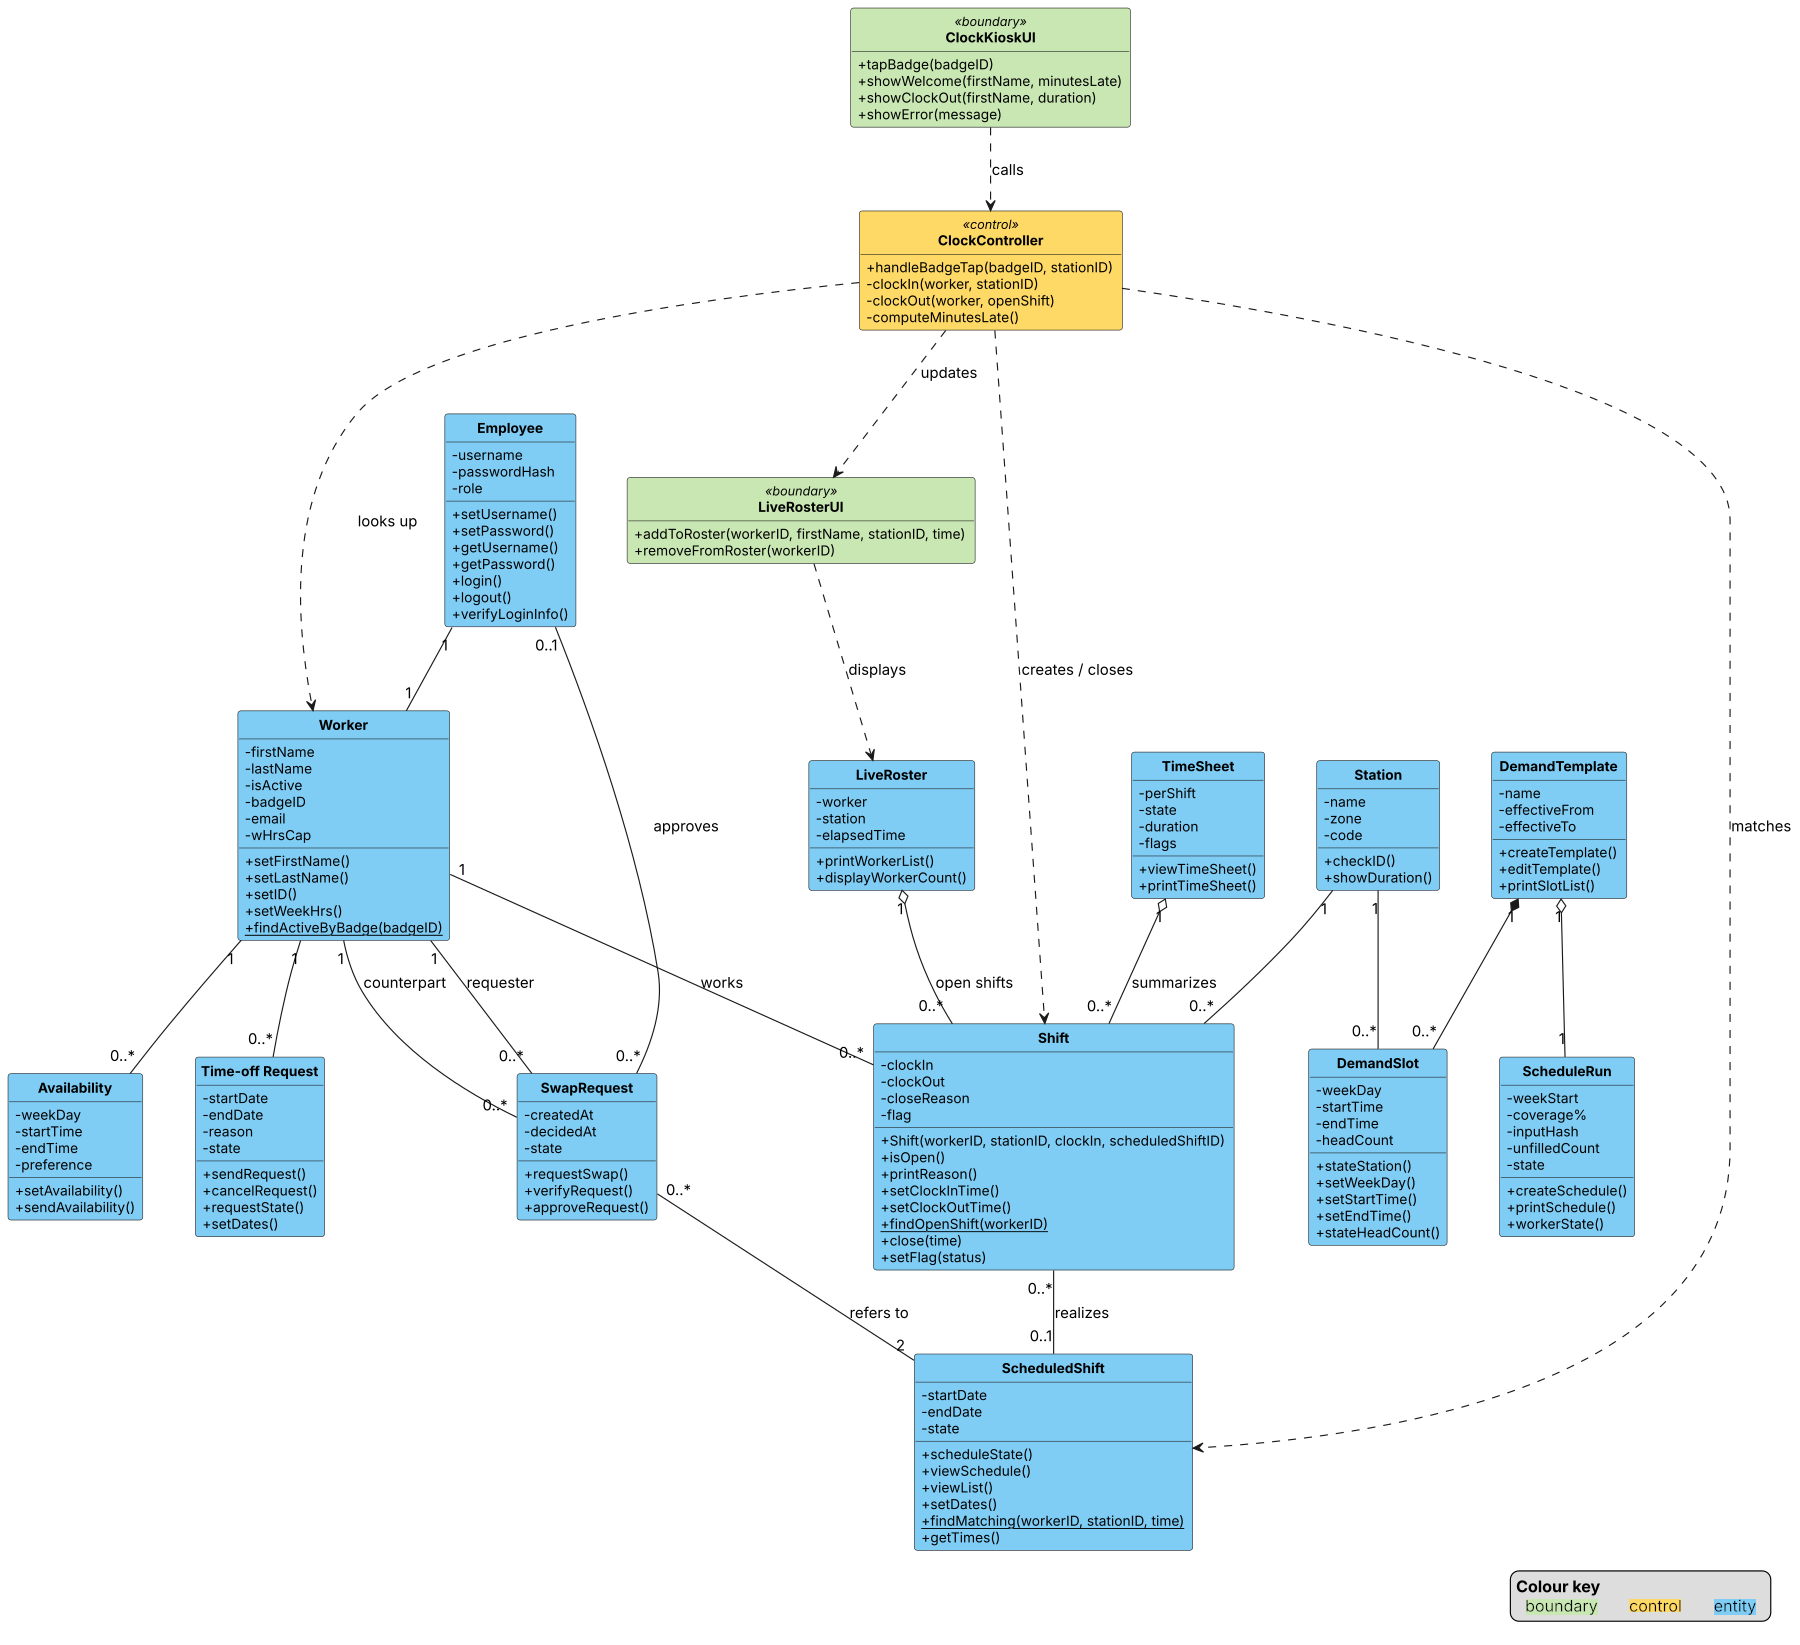 «boundary»
ClockKioskUI
+tapBadge(badgeID)
+showWelcome(firstName, minutesLate)
+showClockOut(firstName, duration)
+showError(message)
calls
«control»
ClockController
+handleBadgeTap(badgeID, stationID)
-clockIn(worker, stationID)
-clockOut(worker, openShift)
-computeMinutesLate()
updates
looks up
creates / closes
matches
Employee
-username
-passwordHash
-role
+setUsername()
+setPassword()
+getUsername()
+getPassword()
+login()
+logout()
+verifyLoginInfo()
1
0..1
1
approves
«boundary»
LiveRosterUI
+addToRoster(workerID, firstName, stationID, time)
+removeFromRoster(workerID)
displays
Worker
-firstName
-lastName
-isActive
-badgeID
-email
-wHrsCap
+setFirstName()
+setLastName()
+setID()
+setWeekHrs()
+findActiveByBadge(badgeID)
1
1
1
1
1
counterpart
requester
works
0..*
0..*
0..*
0..*
0..*
0..*
LiveRoster
-worker
-station
-elapsedTime
+printWorkerList()
+displayWorkerCount()
1
open shifts
0..*
TimeSheet
-perShift
-state
-duration
-flags
+viewTimeSheet()
+printTimeSheet()
1
summarizes
0..*
Station
-name
-zone
-code
+checkID()
+showDuration()
1
1
0..*
0..*
DemandTemplate
-name
-effectiveFrom
-effectiveTo
+createTemplate()
+editTemplate()
+printSlotList()
1
1
0..*
1
Availability
-weekDay
-startTime
-endTime
-preference
+setAvailability()
+sendAvailability()
Time-off Request
-startDate
-endDate
-reason
-state
+sendRequest()
+cancelRequest()
+requestState()
+setDates()
SwapRequest
-createdAt
-decidedAt
-state
+requestSwap()
+verifyRequest()
+approveRequest()
0..*
refers to
2
Shift
-clockIn
-clockOut
-closeReason
-flag
+Shift(workerID, stationID, clockIn, scheduledShiftID)
+isOpen()
+printReason()
+setClockInTime()
+setClockOutTime()
+findOpenShift(workerID)
+close(time)
+setFlag(status)
0..*
realizes
0..1
DemandSlot
-weekDay
-startTime
-endTime
-headCount
+stateStation()
+setWeekDay()
+setStartTime()
+setEndTime()
+stateHeadCount()
ScheduleRun
-weekStart
-coverage%
-inputHash
-unfilledCount
-state
+createSchedule()
+printSchedule()
+workerState()
ScheduledShift
-startDate
-endDate
-state
+scheduleState()
+viewSchedule()
+viewList()
+setDates()
+findMatching(workerID, stationID, time)
+getTimes()
Colour key
boundary control entity